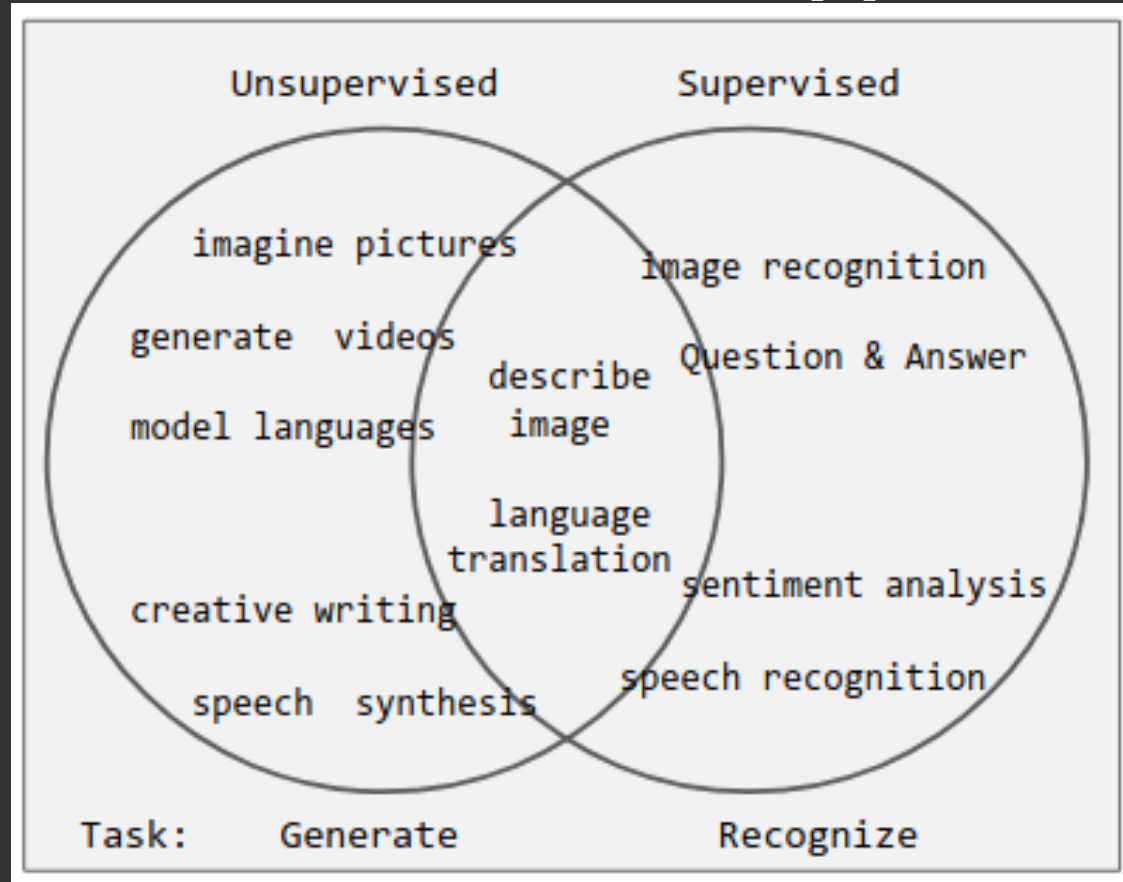 Unsupervised Supervised
imagine pictures
image recognition
generate videos
Question & Answer
describe
image
model languages
language
translation
sentiment analysis
creative writing
speech recognition
speech synthesis
Task: Generate Recognize